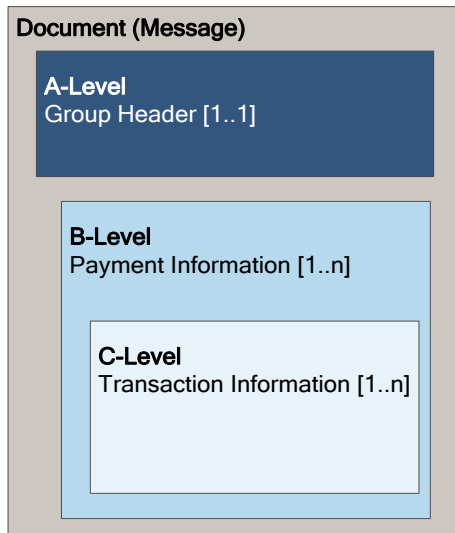 Document (Message)
A-Level
Group Header [1..1]
B-Level
Payment Information [1..n]
C-Level
Transaction Information [1..n]